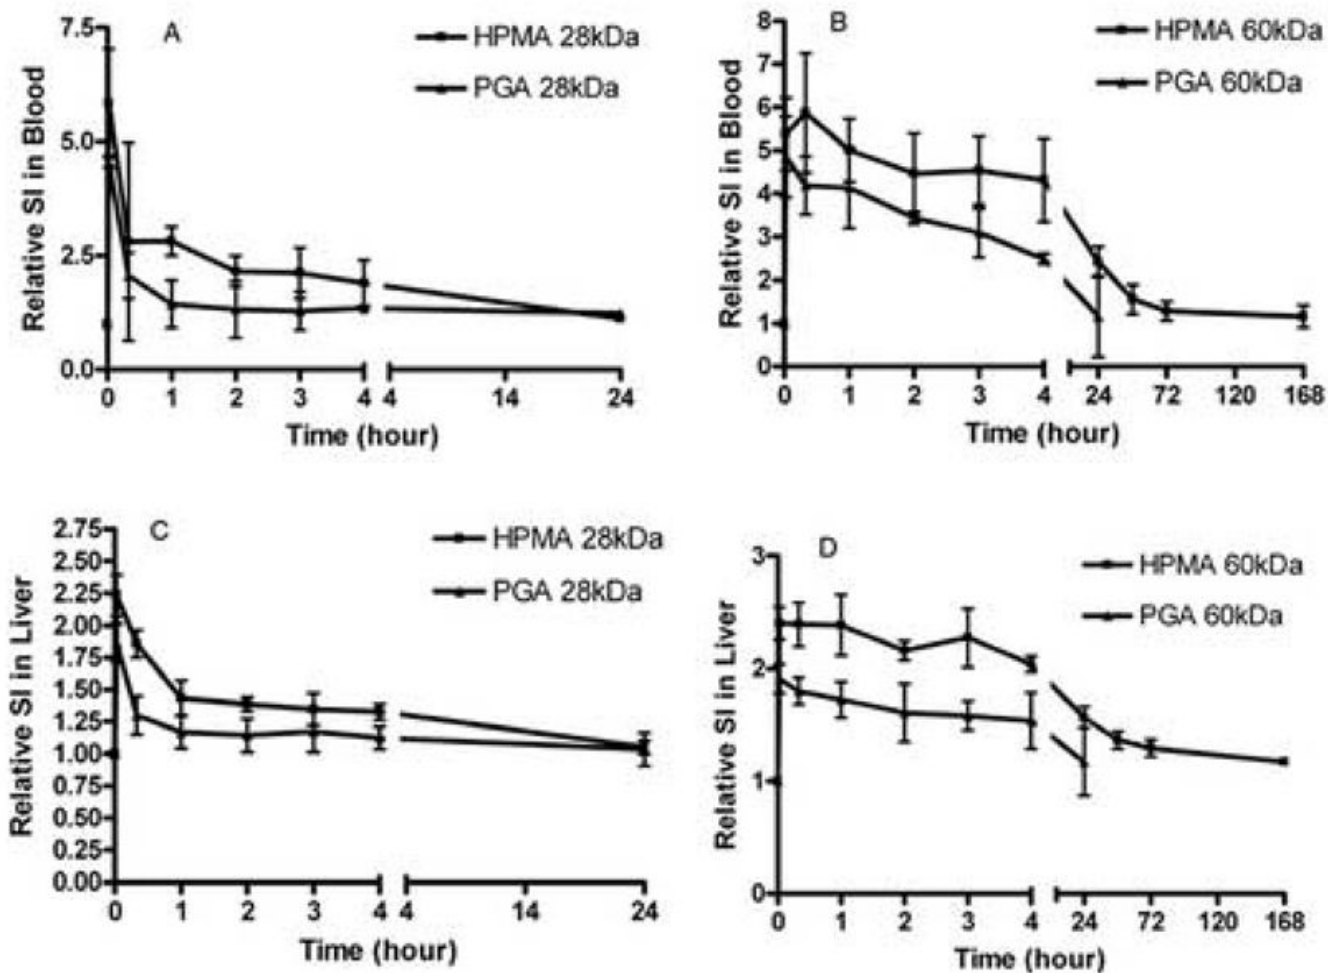 A
HPMA 28kDa
PGA 28kDa
Relative SI in Blood
7.5
5.0
2.5
0.0
0 1 2 3 4 4 14 24
Time (hour)
B
HPMA 60kDa
PGA 60kDa
Relative SI in Blood
8
7
6
5
4
3
2
1
0
0 1 2 3 4 24 72 120 168
Time (hour)
C
HPMA 28kDa
PGA 28kDa
Relative SI in Liver
2.75
2.50
2.25
2.00
1.75
1.50
1.25
1.00
0.75
0.50
0.25
0.00
0 1 2 3 4 4 14 24
Time (hour)
D
HPMA 60kDa
PGA 60kDa
Relative SI in Liver
3
2
1
0
0 1 2 3 4 24 72 120 168
Time (hour)